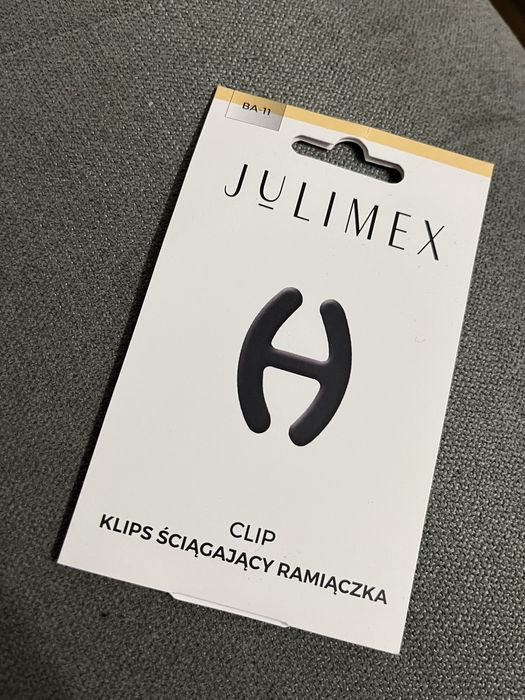 BA-11
JULIMEX
CLIP
KLIPS ŚCIĄGAJĄCY RAMIĄCZKA